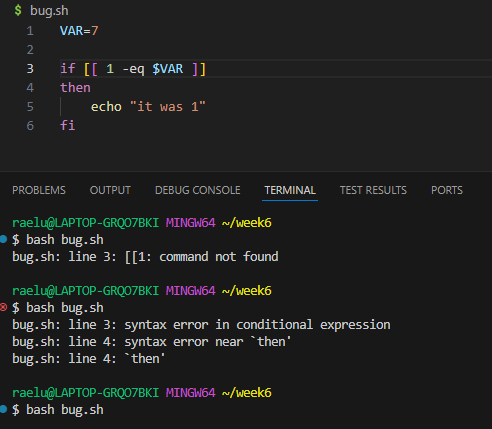 $ bug.sh
1 VAR=7
2
3 if [[ 1 -eq $VAR ]]
4 then
5 echo "it was 1"
6 fi
PROBLEMS OUTPUT DEBUG CONSOLE TERMINAL TEST RESULTS PORTS
raelu@LAPTOP-GRQO7BKI MINGW64 ~/week6
$ bash bug.sh
bug.sh: line 3: [[1: command not found
raelu@LAPTOP-GRQO7BKI MINGW64 ~/week6
$ bash bug.sh
bug.sh: line 3: syntax error in conditional expression
bug.sh: line 4: syntax error near `then'
bug.sh: line 4: `then'
raelu@LAPTOP-GRQO7BKI MINGW64 ~/week6
$ bash bug.sh